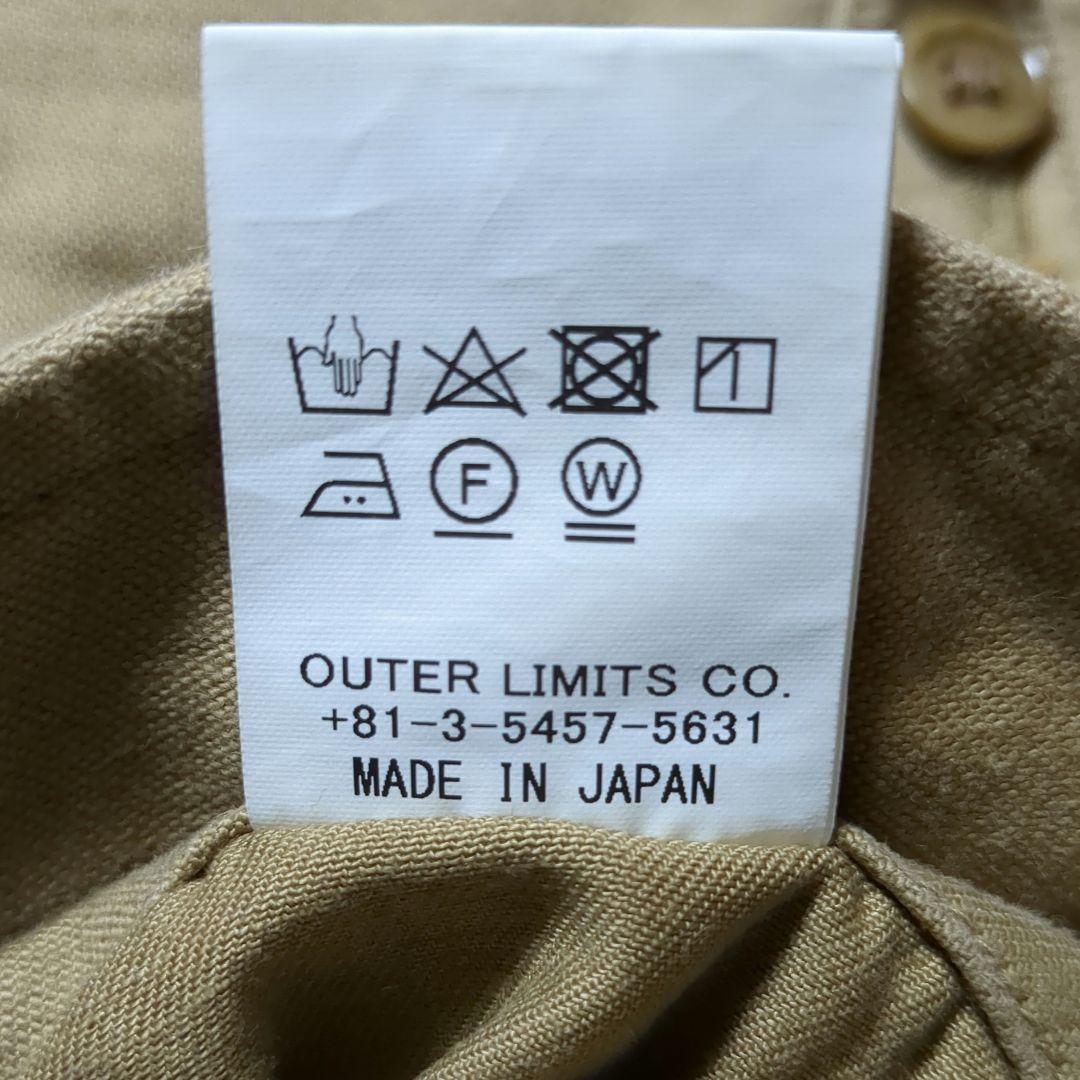 F W
OUTER LIMITS CO.
+81-3-5457-5631
MADE IN JAPAN